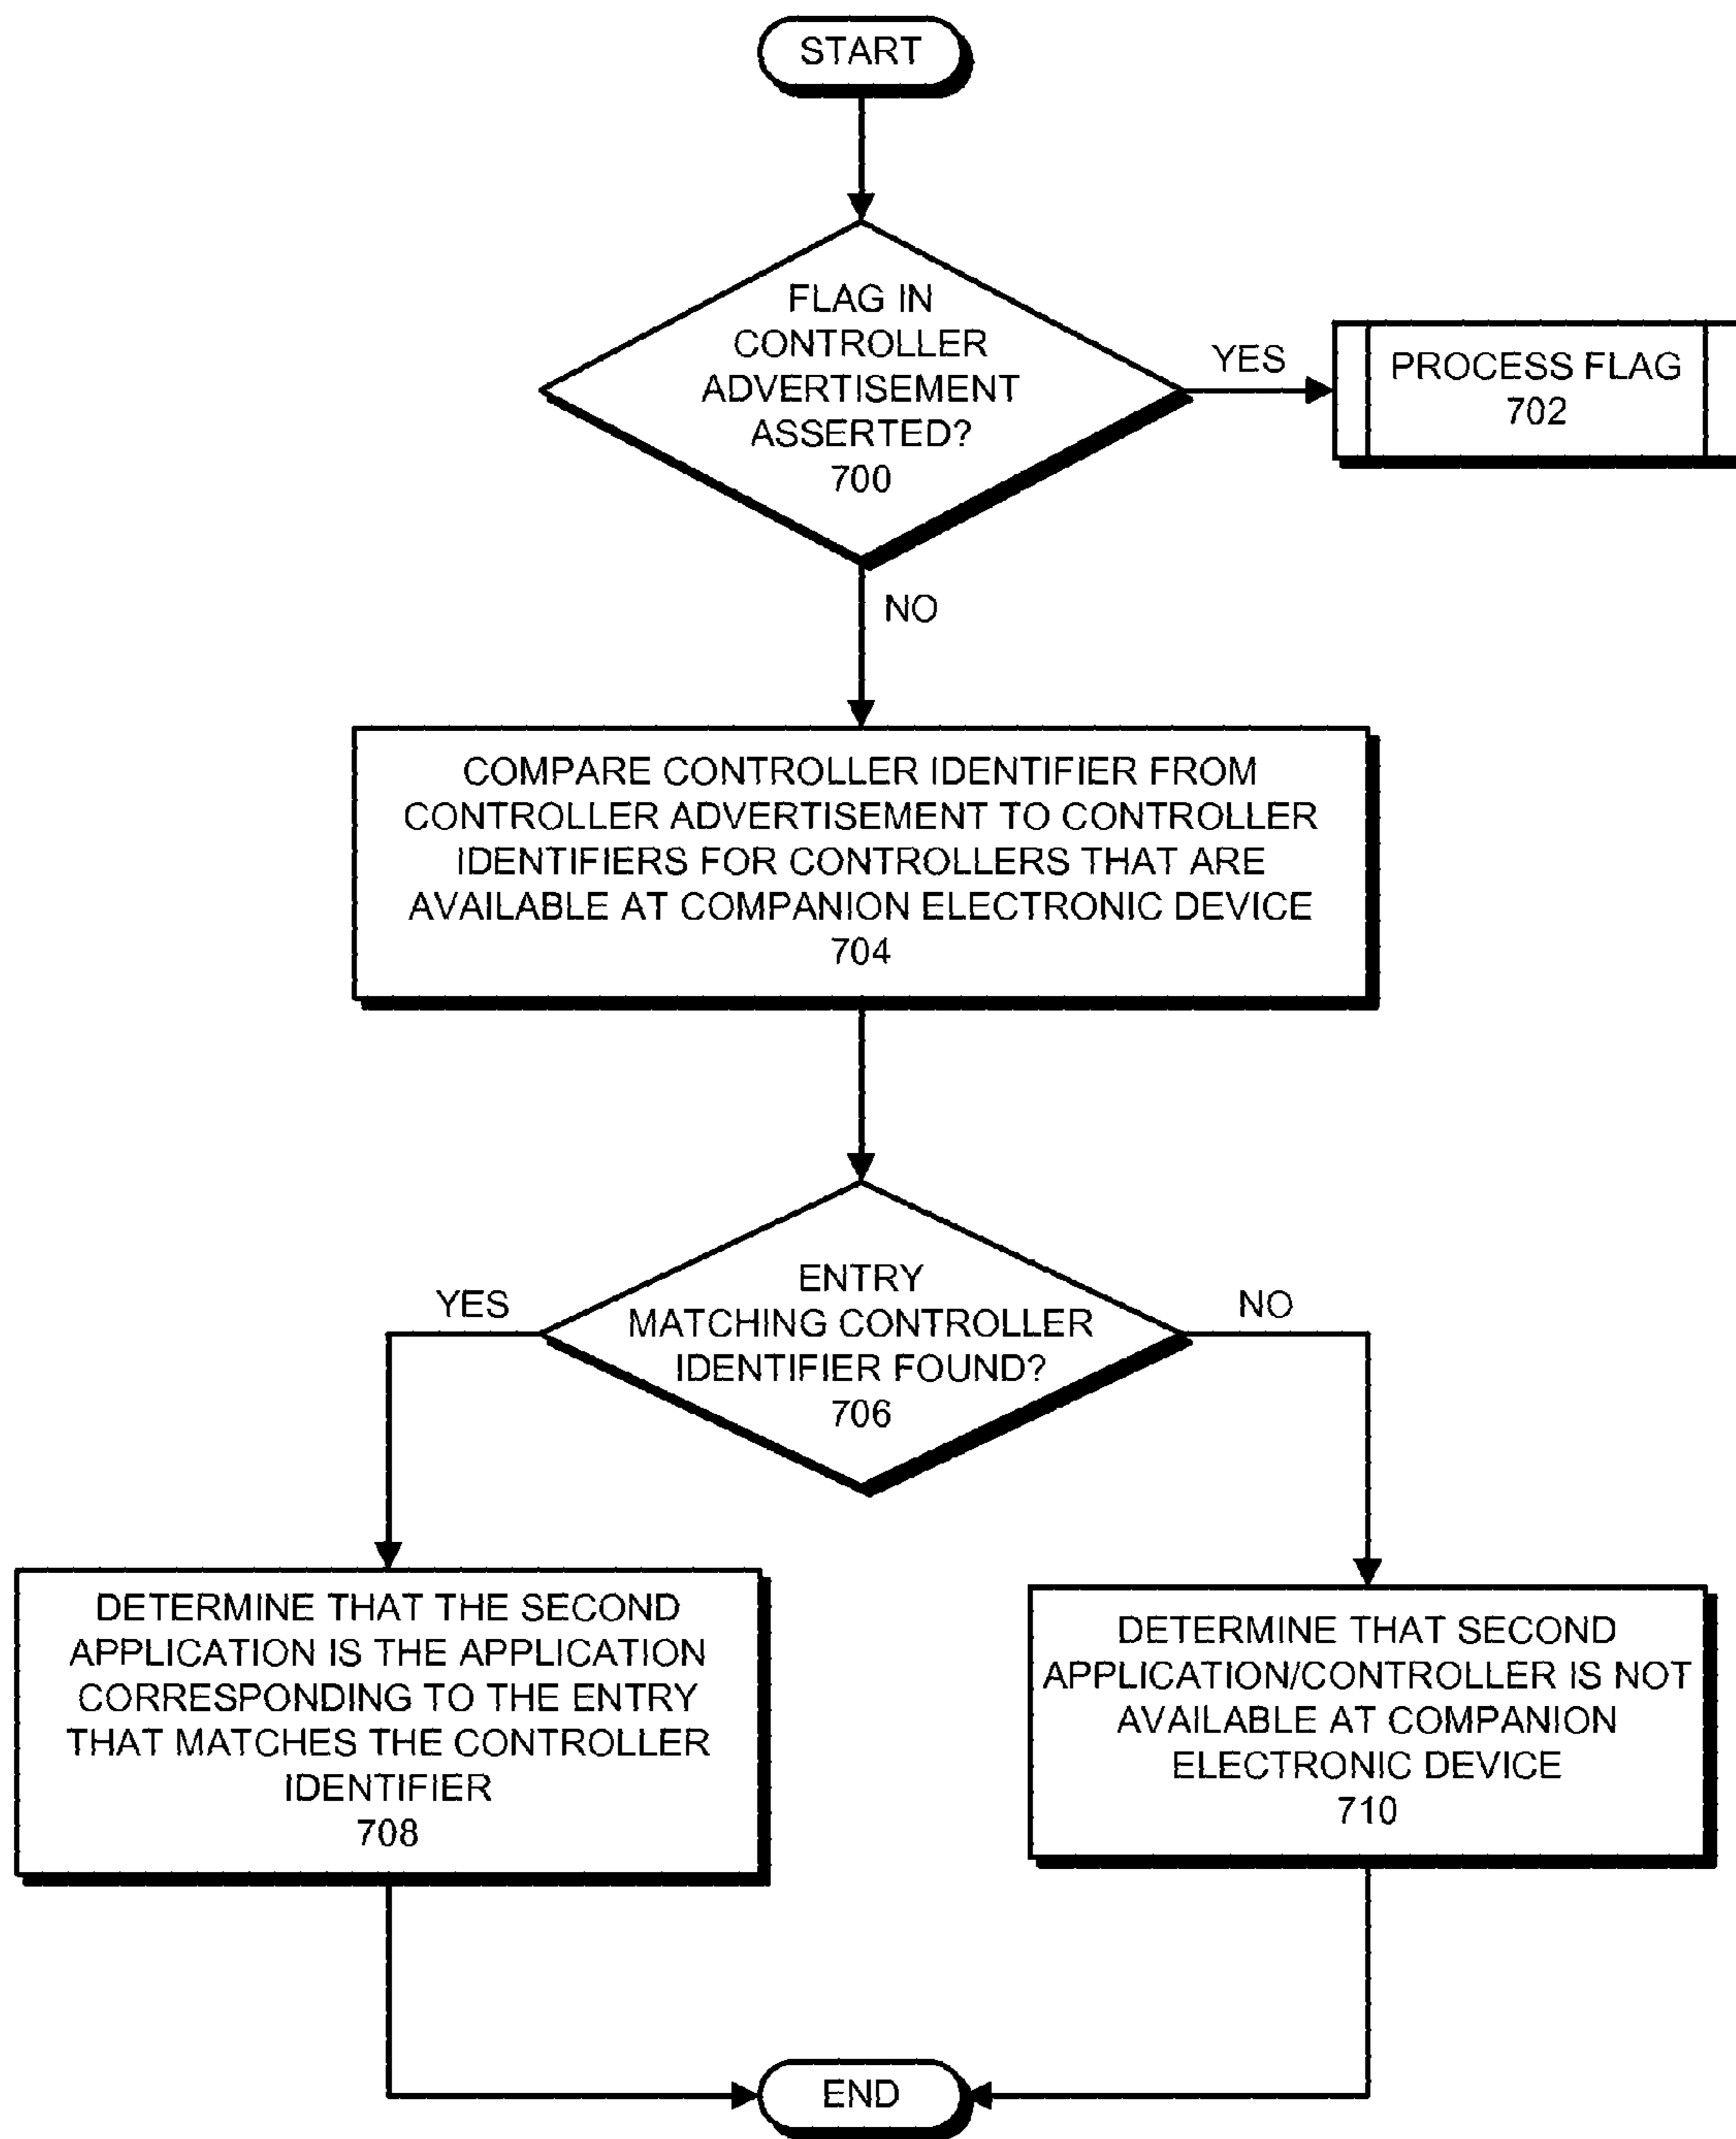 START
FLAG IN
CONTROLLER
ADVERTISEMENT
ASSERTED?
700
YES
PROCESS FLAG
702
NO
COMPARE CONTROLLER IDENTIFIER FROM
CONTROLLER ADVERTISEMENT TO CONTROLLER
IDENTIFIERS FOR CONTROLLERS THAT ARE
AVAILABLE AT COMPANION ELECTRONIC DEVICE
704
ENTRY
MATCHING CONTROLLER
IDENTIFIER FOUND?
706
YES
NO
DETERMINE THAT THE SECOND
APPLICATION IS THE APPLICATION
CORRESPONDING TO THE ENTRY
THAT MATCHES THE CONTROLLER
IDENTIFIER
708
DETERMINE THAT SECOND
APPLICATION/CONTROLLER IS NOT
AVAILABLE AT COMPANION
ELECTRONIC DEVICE
710
END